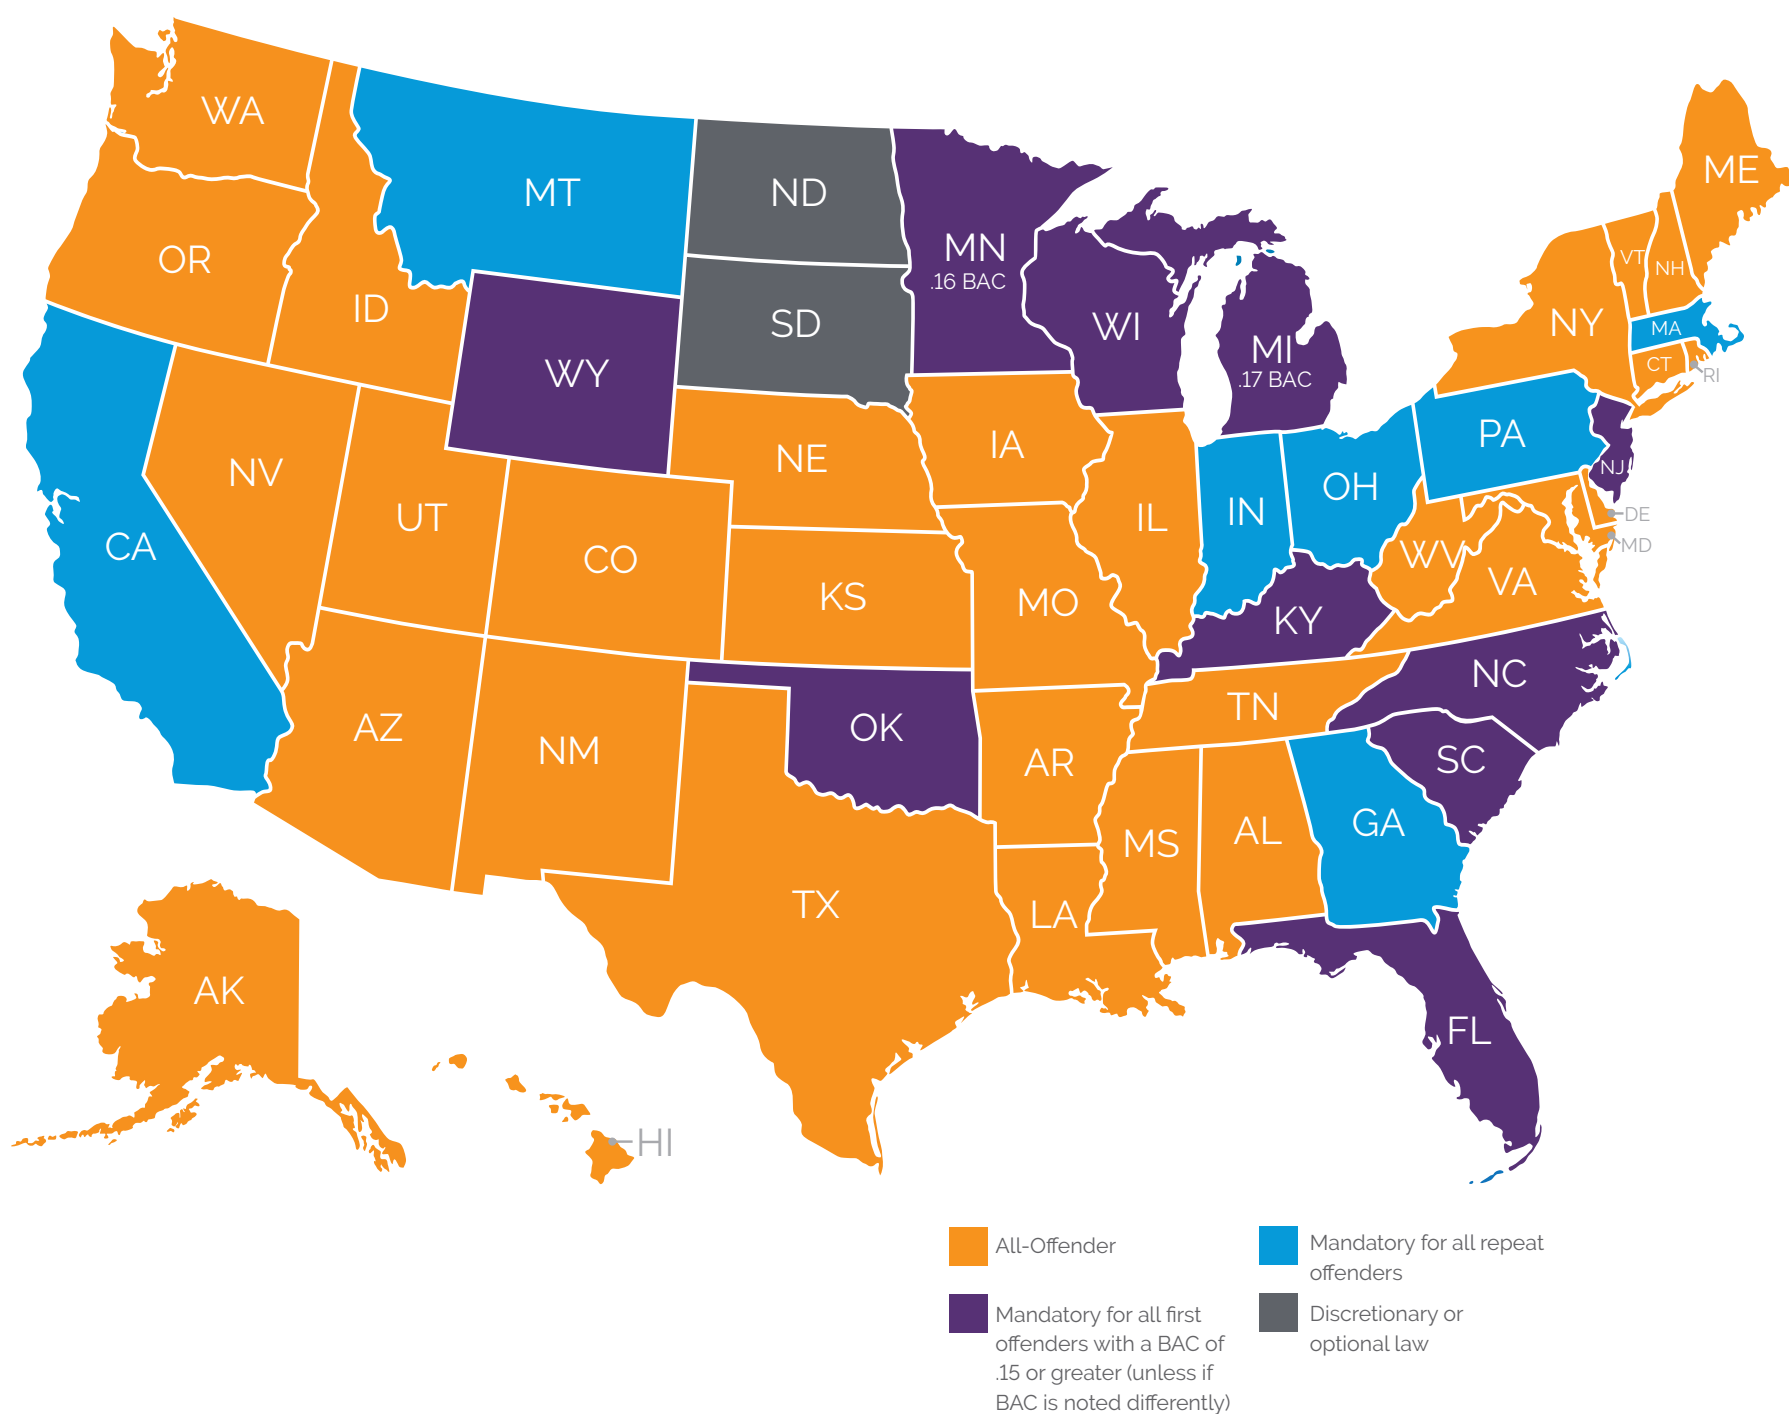 WA
ME
MT
ND
MN
.16 BAC
OR
VT
NH
ID
SD
WI
NY
MA
MI
.17 BAC
CT
RI
WY
PA
NE
IA
NJ
NV
OH
UT
IL
IN
DE
CA
CO
WV
MD
KS
MO
VA
KY
NC
TN
AZ
OK
NM
AR
SC
MS
AL
GA
TX
LA
AK
FL
HI
All-Offender
Mandatory for all repeat
offenders
Mandatory for all first
offenders with a BAC of
.15 or greater (unless if
BAC is noted differently)
Discretionary or
optional law